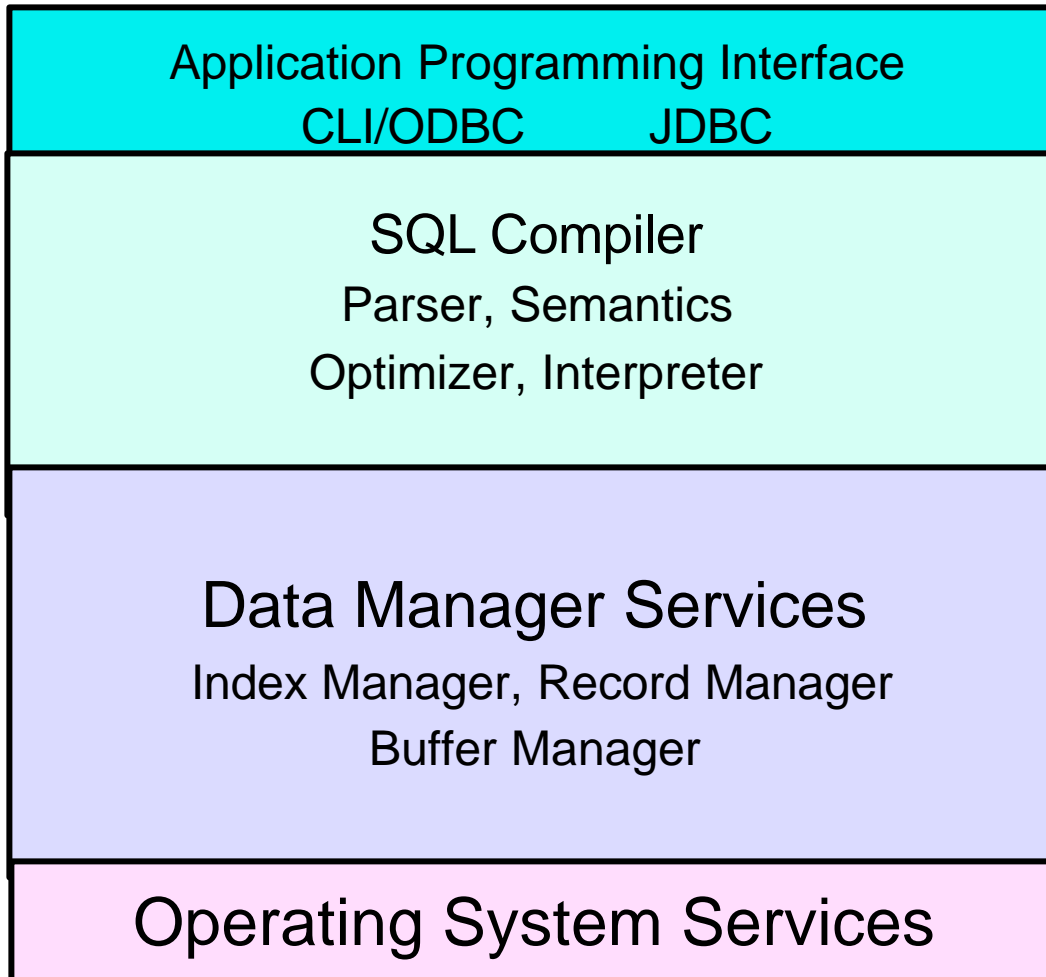 Application Programming Interface
CLI/ODBC JDBC
SQL Compiler
Parser, Semantics
Optimizer, Interpreter
Data Manager Services
Index Manager, Record Manager
Buffer Manager
Operating System Services